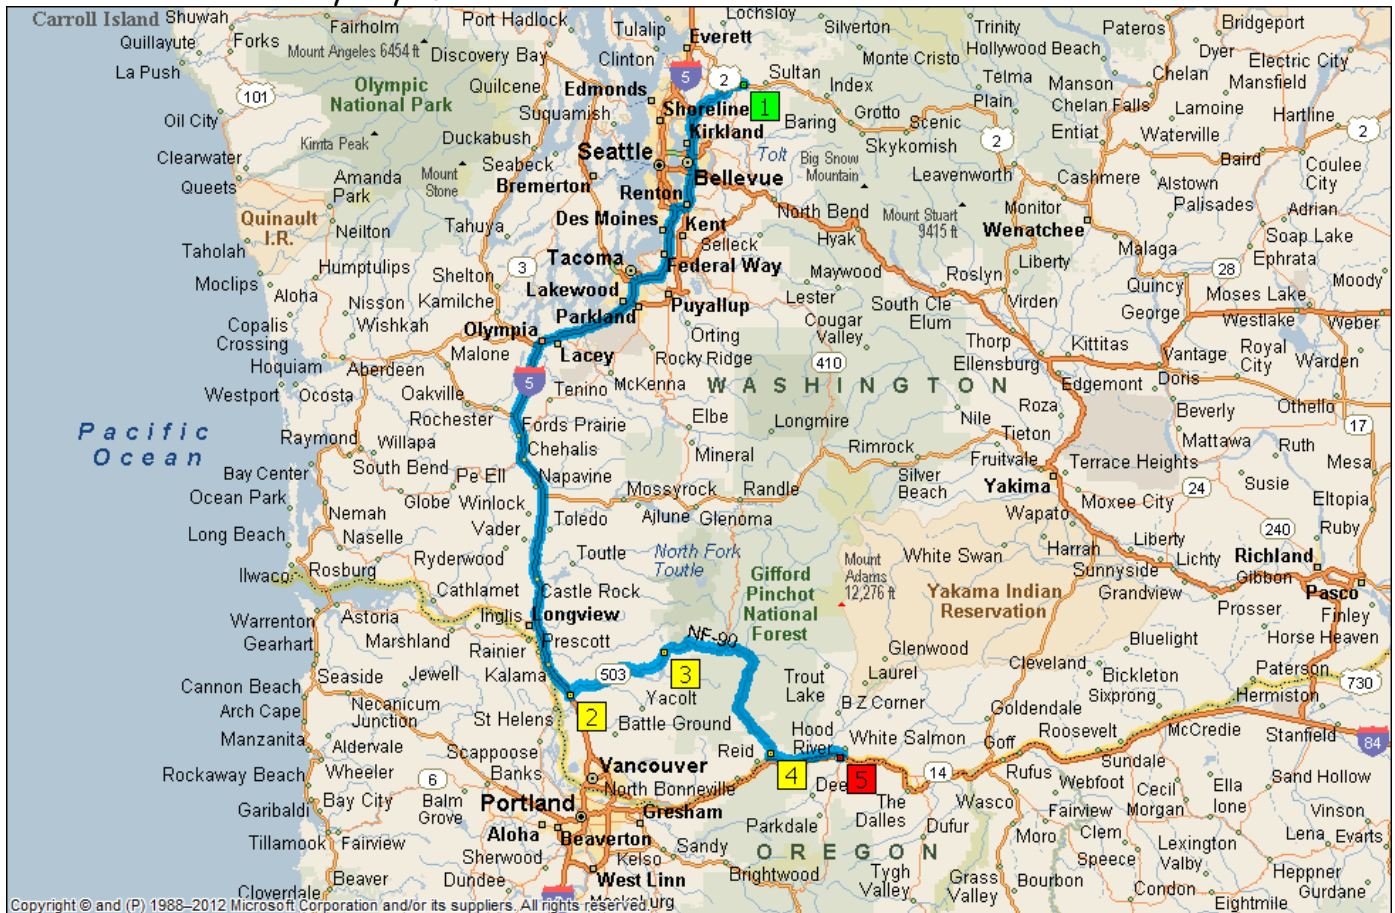 Carroll Island
Shuwah
Fairholm
Port Hadlock
Tulalip
Everett
Lochsloy
Silverton
Trinity
Pateros
Bridgeport
Quillayute
Forks
Mount Angeles 6454 ft
Discovery Bay
Clinton
Monte Cristo
Hollywood Beach
Dyer
Electric City
La Push
Olympic
National Park
Quilcene
Edmonds
5
2
Sultan
Index
Telma
Manson
Chelan
Mansfield
101
Suquamish
Shoreline
1
Baring
Grotto
Plain
Chelan Falls
Lamoine
Hartline
Oil City
Duckabush
Kirkland
Scenic
Entiat
Waterville
2
Kimta Peak
Seattle
Tolt
Skykomish
2
Clearwater
Seabeck
Bellevue
Big Snow
Mountain
Leavenworth
Cashmere
Baird
Coulee
City
Queets
Amanda
Park
Mount
Stone
Bremerton
Renton
Alstown
Palisades
Quinault
I.R.
Neilton
Tahuya
Des Moines
Kent
North Bend
Mount Stuart
9415 ft
Monitor
Wenatchee
Adrian
Taholah
Selleck
Hyak
Malaga
Soap Lake
Humptulips
3
Tacoma
Federal Way
Maywood
Roslyn
Liberty
28
Ephrata
Moody
Moclips
Shelton
Lakewood
Quincy
Aloha
Nisson
Kamilche
Puyallup
Lester
South Cle
Elum
Virden
Moses Lake
Copalis
Crossing
Wishkah
Olympia
Parkland
Orting
Cougar
Valley
George
Westlake
Weber
Hoquiam
Malone
Lacey
Rocky Ridge
Thorp
Kittitas
Vantage
Royal
City
Warden
Aberdeen
5
410
Ellensburg
Westport
Ocosta
Oakville
Tenino
McKenna
WASHINGTON
Edgemont
Doris
Othello
Rochester
Fords Prairie
Elbe
Longmire
Nile
Roza
Beverly
17
Pacific
Ocean
Raymond
Willapa
Chehalis
Rimrock
Tieton
Mattawa
Ruth
Bay Center
South Bend
Pe Ell
Napavine
Mineral
Silver
Beach
Fruitvale
Terrace Heights
Mesa
Ocean Park
Globe
Winlock
Mossyrock
Randle
Yakima
24
Susie
Nemah
Moxee City
Eltopia
Long Beach
Naselle
Vader
Toledo
Ajlune
Glenoma
Wapato
240
Ruby
Ryderwood
Toutle
North Fork
Toutle
Mount
Adams
12,276 ft
White Swan
Harrah
Liberty
Lichty
Richland
Ilwaco
Rosburg
Cathlamet
Castle Rock
Gifford
Pinchot
National
Forest
Yakama Indian
Reservation
Sunnyside
Grandview
Gibbon
Pasco
Warrenton
Astoria
Inglis
Longview
Prosser
Finley
Gearhart
Marshland
Rainier
Prescott
NF-90
Glenwood
Bluelight
Horse Heaven
Seaside
Jewell
Kalama
503
3
Trout
Lake
Laurel
Cleveland
Bickleton
Paterson
730
Cannon Beach
Yacolt
Sixprong
Hermiston
Arch Cape
Necanicum
Junction
St Helens
2
Battle Ground
B Z Corner
Goldendale
Manzanita
Aldervale
Scappoose
Reid
Hood
River
White Salmon
Goff
Roosevelt
McCredie
Stanfield
84
Rockaway Beach
Wheeler
6
Banks
Vancouver
4
5
14
Rufus
Sundale
Sand Hollow
Garibaldi
Bay City
Balm
Grove
Portland
North Bonneville
Dee
The
Dalles
Wasco
Webfoot
Cecil
Ella
Ione
Vinson
Tillamook
Fairview
Aloha
Gresham
Parkdale
Dufur
Moro
Fairview
Morgan
Lexington
Lena
Evarts
Beaverton
Sandy
OREGON
Clem
Valby
Sherwood
Kelso
Speece
Heppner
Beaver
Dundee
West Linn
Brightwood
Tygh
Valley
Grass
Valley
Bourbon
Condon
Gurdane
Cloverdale
Eightmile
Copyright © and (P) 1988–2012 Microsoft Corporation and/or its suppliers. All rights reserved.